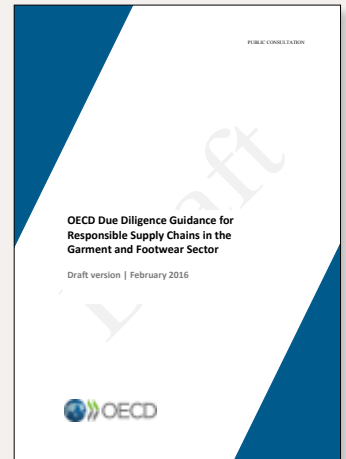 PUBLIC CONSULTATION
OECD Due Diligence Guidance for
Responsible Supply Chains in the
Garment and Footwear Sector
Draft version | February 2016
Draft
OECD